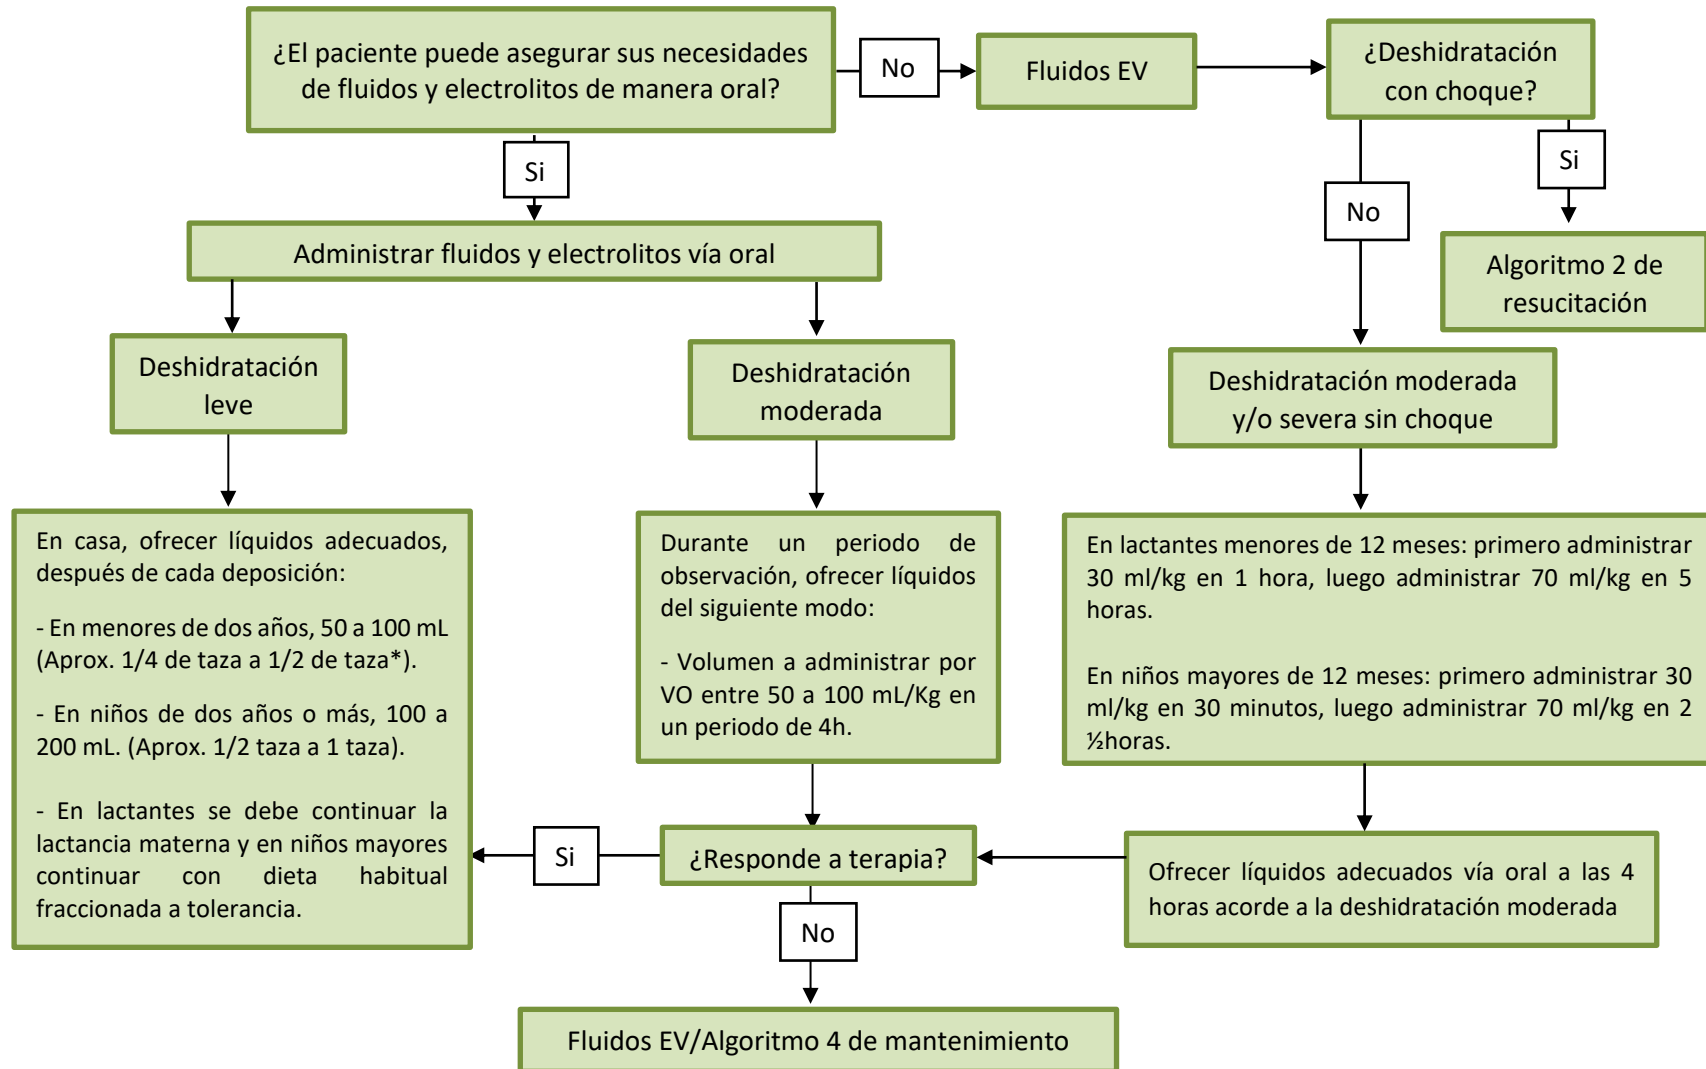 ¿El paciente puede asegurar sus necesidades
de fluidos y electrolitos de manera oral?
No
Fluidos EV
¿Deshidratación
con choque?
Si
Si
No
Administrar fluidos y electrolitos vía oral
Algoritmo 2 de
resucitación
Deshidratación
leve
Deshidratación
moderada
Deshidratación moderada
y/o severa sin choque
En casa, ofrecer líquidos adecuados,
después de cada deposición:
- En menores de dos años, 50 a 100 mL
(Aprox. 1/4 de taza a 1/2 de taza*).
- En niños de dos años o más, 100 a
200 mL. (Aprox. 1/2 taza a 1 taza).
- En lactantes se debe continuar la
lactancia materna y en niños mayores
continuar con dieta habitual
fraccionada a tolerancia.
Durante un periodo de
observación, ofrecer líquidos
del siguiente modo:
- Volumen a administrar por
VO entre 50 a 100 mL/Kg en
un periodo de 4h.
En lactantes menores de 12 meses: primero administrar
30 ml/kg en 1 hora, luego administrar 70 ml/kg en 5
horas.
En niños mayores de 12 meses: primero administrar 30
ml/kg en 30 minutos, luego administrar 70 ml/kg en 2
½horas.
Si
¿Responde a terapia?
Ofrecer líquidos adecuados vía oral a las 4
horas acorde a la deshidratación moderada
No
Fluidos EV/Algoritmo 4 de mantenimiento